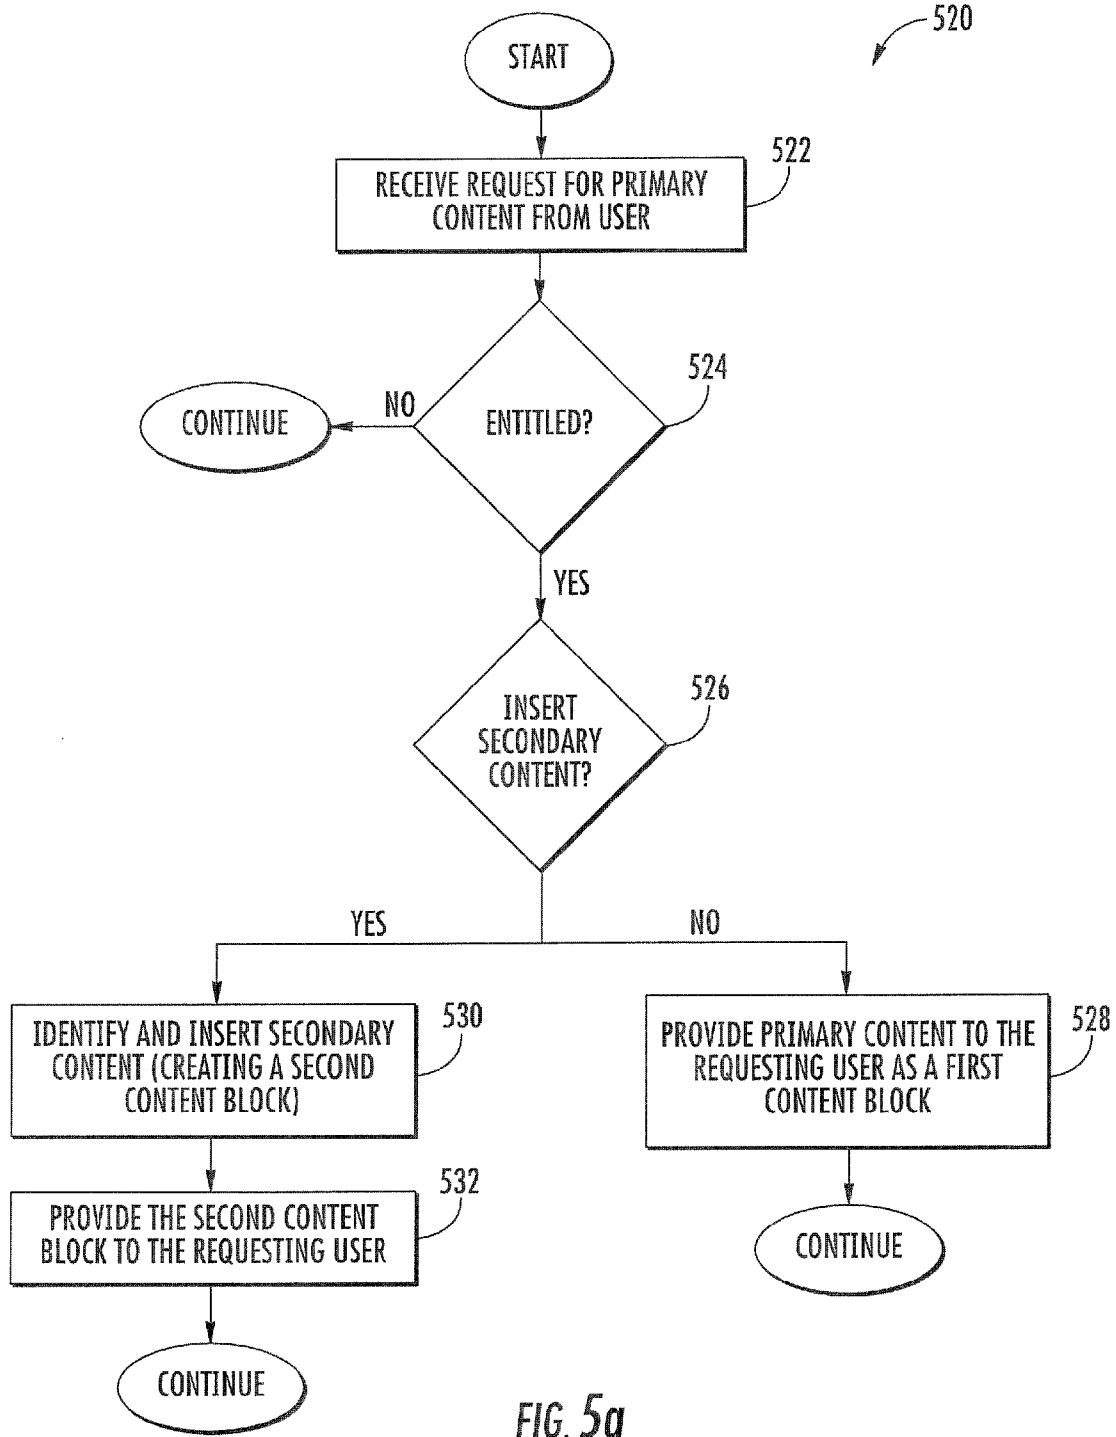 520
START
522
RECEIVE REQUEST FOR PRIMARY
CONTENT FROM USER
524
NO
CONTINUE
ENTITLED?
YES
526
INSERT
SECONDARY
CONTENT?
YES
NO
530
IDENTIFY AND INSERT SECONDARY
CONTENT (CREATING A SECOND
CONTENT BLOCK)
528
PROVIDE PRIMARY CONTENT TO THE
REQUESTING USER AS A FIRST
CONTENT BLOCK
532
PROVIDE THE SECOND CONTENT
BLOCK TO THE REQUESTING USER
CONTINUE
CONTINUE
FIG. 5a